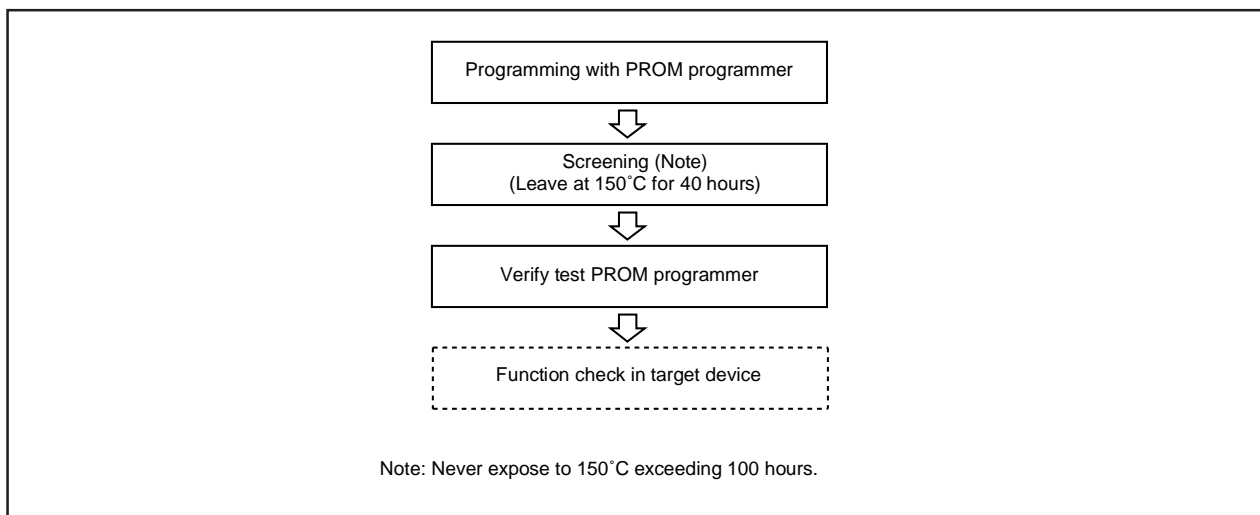 Programming with PROM programmer
Screening (Note)
(Leave at 150˚C for 40 hours)
Verify test PROM programmer
Function check in target device
Note: Never expose to 150˚C exceeding 100 hours.